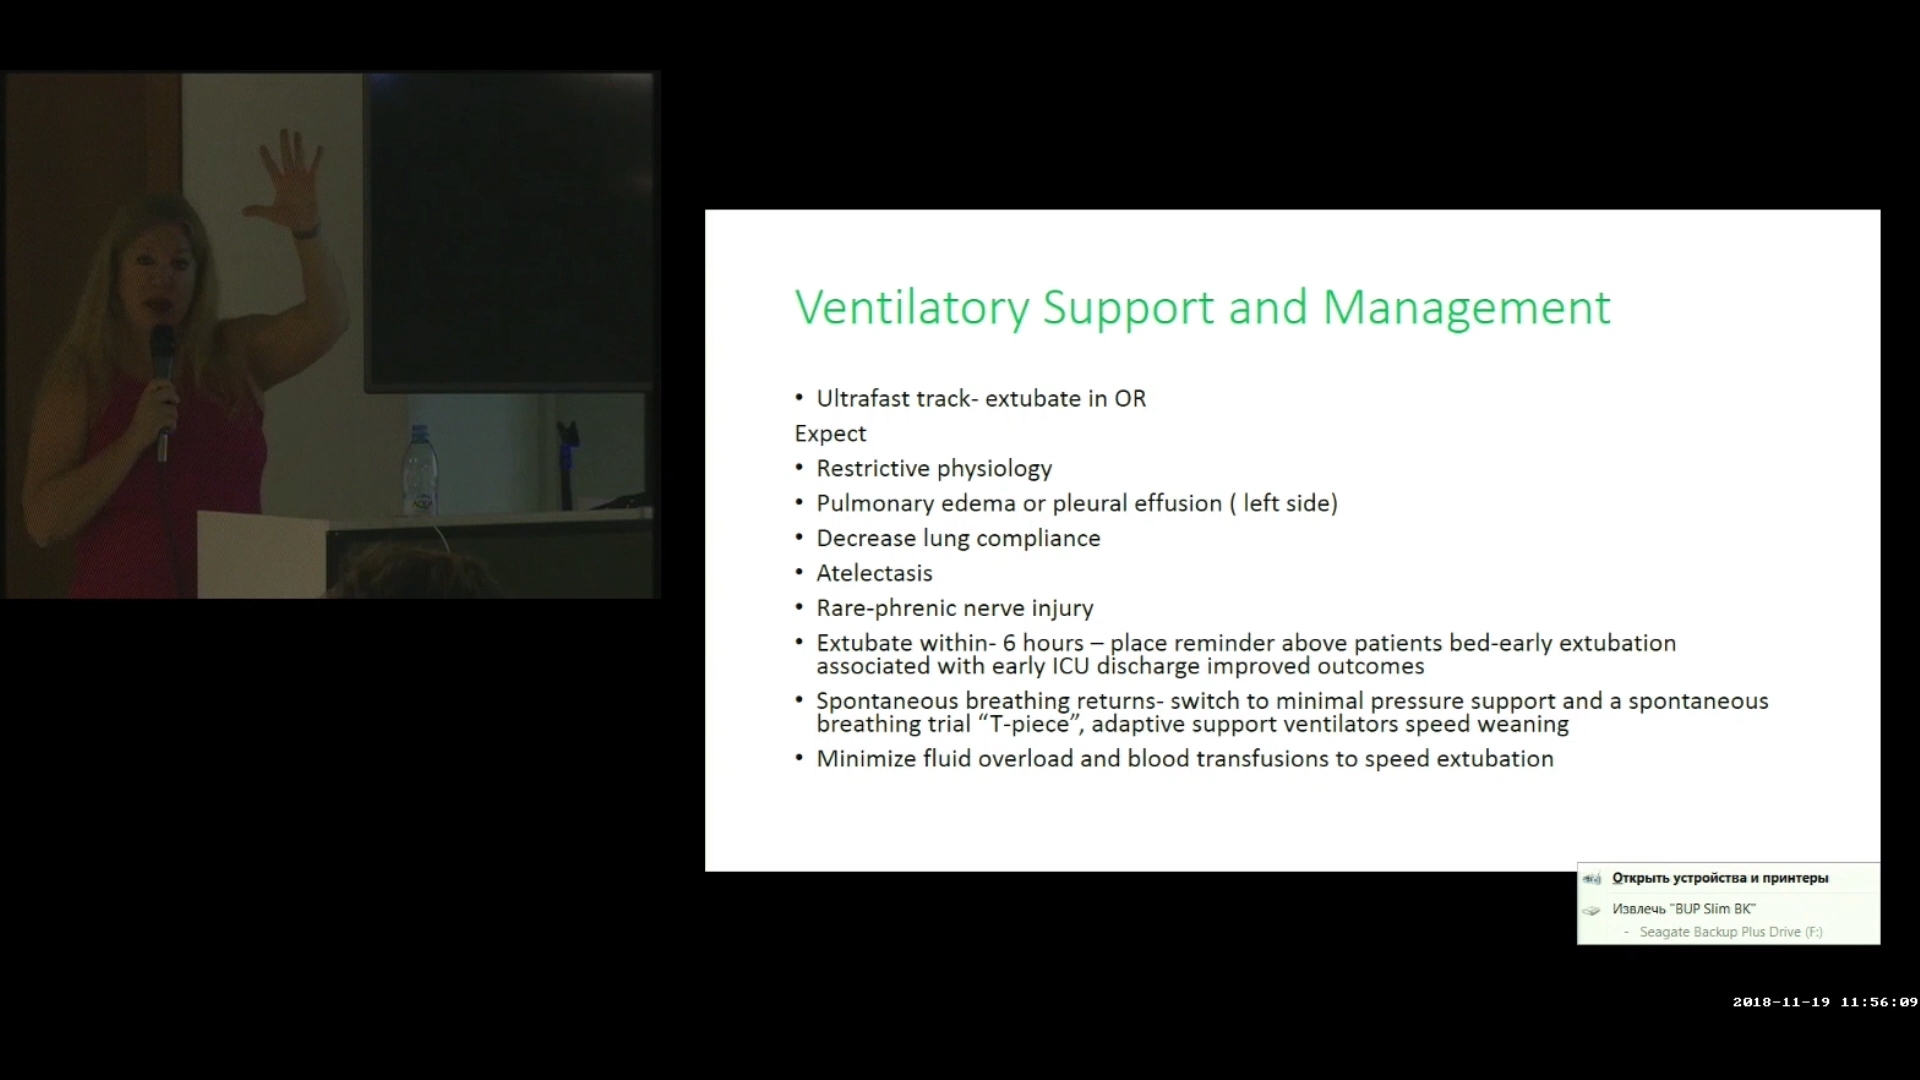 Ventilatory Support and Management
• Ultrafast track- extubate in OR
Expect
• Restrictive physiology
• Pulmonary edema or pleural effusion ( left side)
• Decrease lung compliance
• Atelectasis
• Rare-phrenic nerve injury
• Extubate within- 6 hours – place reminder above patients bed-early extubation
associated with early ICU discharge improved outcomes
• Spontaneous breathing returns- switch to minimal pressure support and a spontaneous
breathing trial “T-piece”, adaptive support ventilators speed weaning
• Minimize fluid overload and blood transfusions to speed extubation
Открыть устройства и принтеры
Извлечь "BUP Slim BK"
- Seagate Backup Plus Drive (F:)
2018-11-19 11:56:09